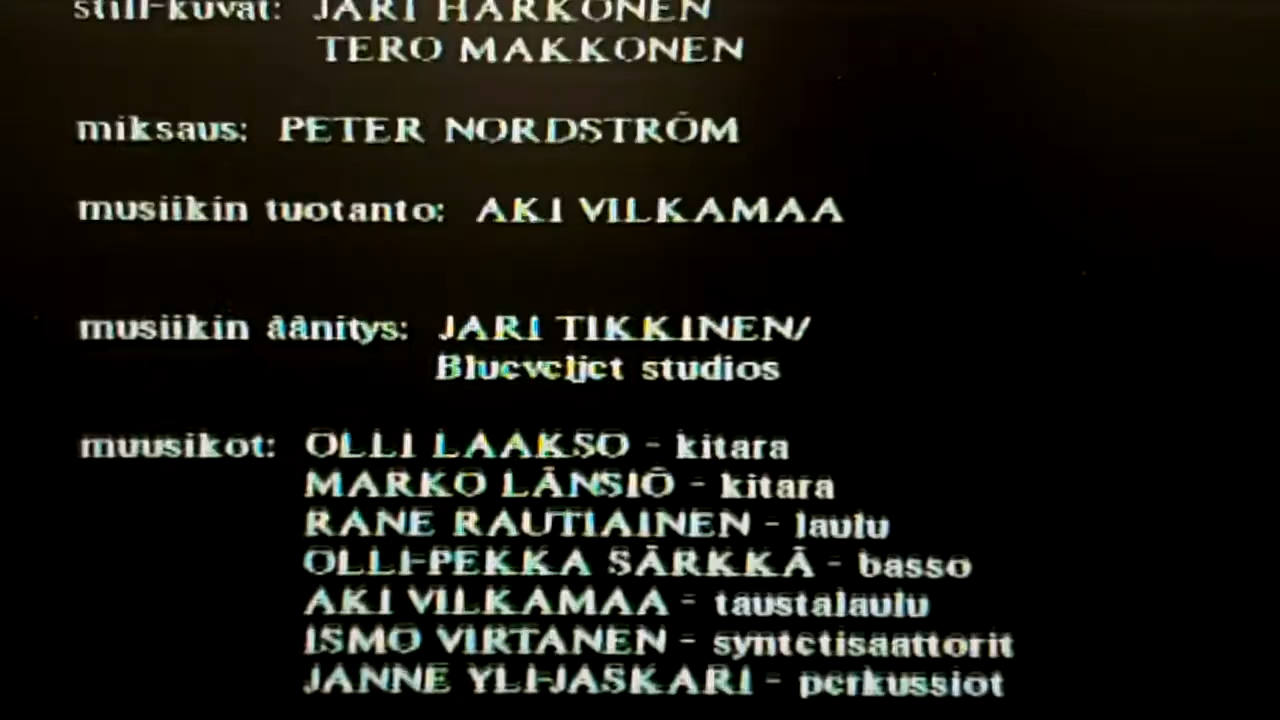 still-kuvat: JARI HÄRKÖNEN
TERO MAKKONEN
miksaus: PETER NORDSTRÖM
musiikin tuotanto: AKI VILKAMAA
musiikin äänitys: JARI TIKKINEN/
Blueveljet studios
muusikot: OLLI LAAKSO - kitara
MARKO LÄNSIÖ - kitara
RANE RAUTIAINEN - laulu
OLLI-PEKKA SÄRKKÄ - basso
AKI VILKAMAA - taustalaulu
ISMO VIRTANEN - syntetisaattorit
JANNE YLI-JASKARI - perkussiot